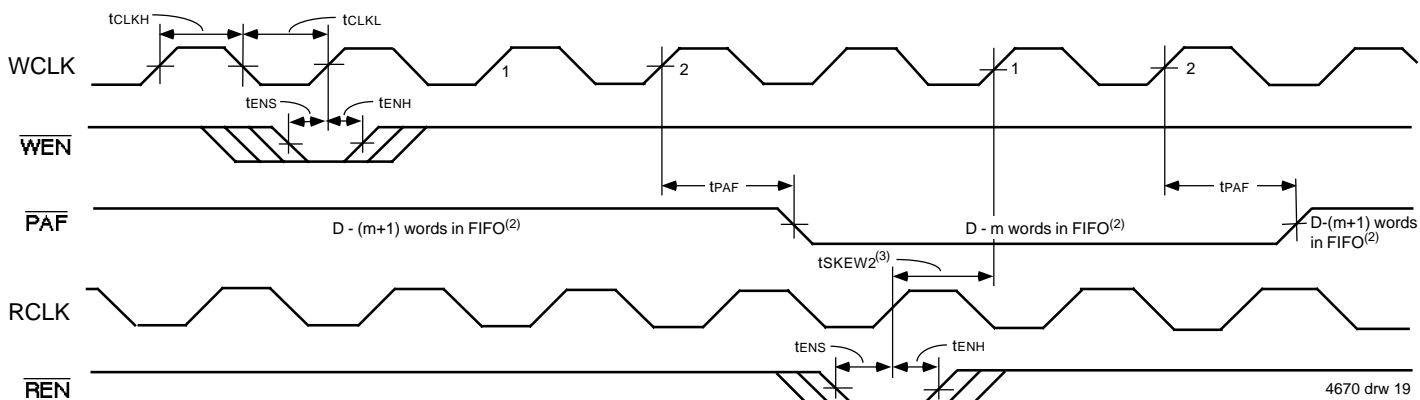 tCLKH
tCLKL
WCLK
1
2
1
2
tENS
tENH
WEN
tPAF
tPAF
PAF
D - (m+1) words in FIFO(2)
D - m words in FIFO(2)
D-(m+1) words
in FIFO(2)
tSKEW2(3)
RCLK
tENS
tENH
REN
4670 drw 19